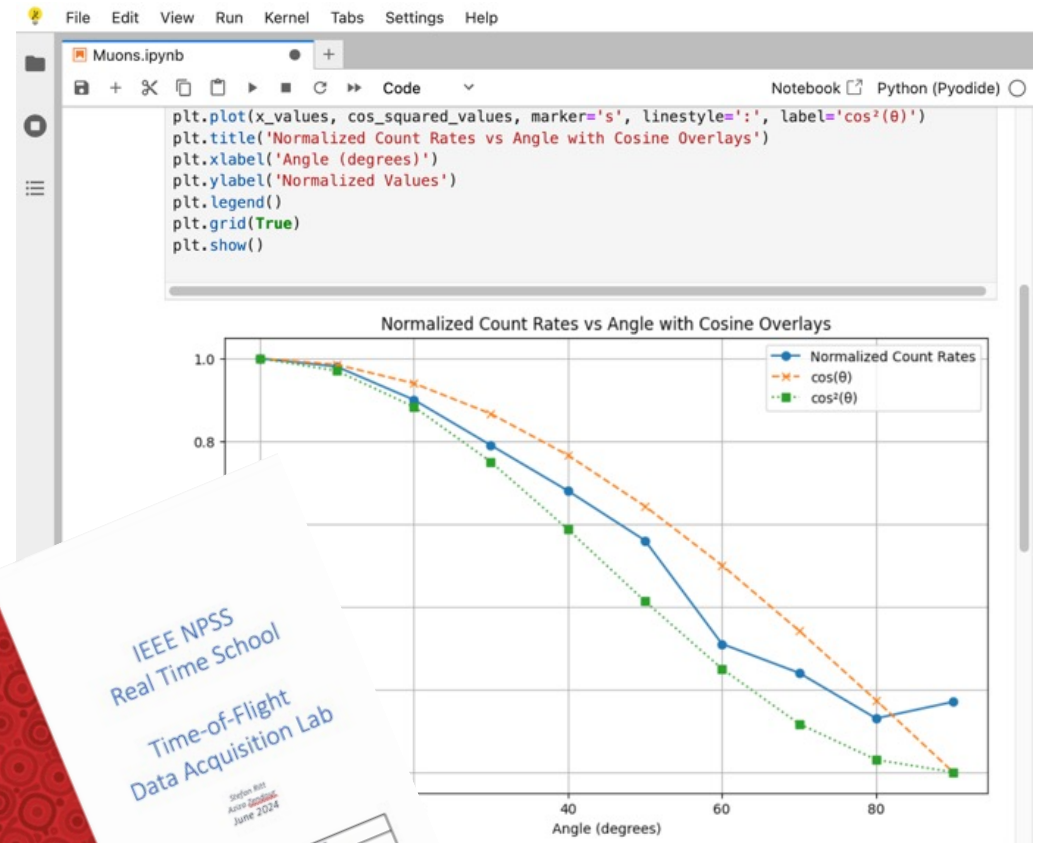 File Edit View Run Kernel Tabs Settings Help
Muons.ipynb
Code
Notebook Python (Pyodide)
plt.plot(x_values, cos_squared_values, marker='s', linestyle=':', label='cos²(θ)')
plt.title('Normalized Count Rates vs Angle with Cosine Overlays')
plt.xlabel('Angle (degrees)')
plt.ylabel('Normalized Values')
plt.legend()
plt.grid(True)
plt.show()
Normalized Count Rates vs Angle with Cosine Overlays
Normalized Count Rates
cos(θ)
cos²(θ)
1.0
0.8
40 60 80
Angle (degrees)
IEEE NPSS
Real Time School
Time-of-Flight
Data Acquisition Lab
Stefan Ritt
June 2024